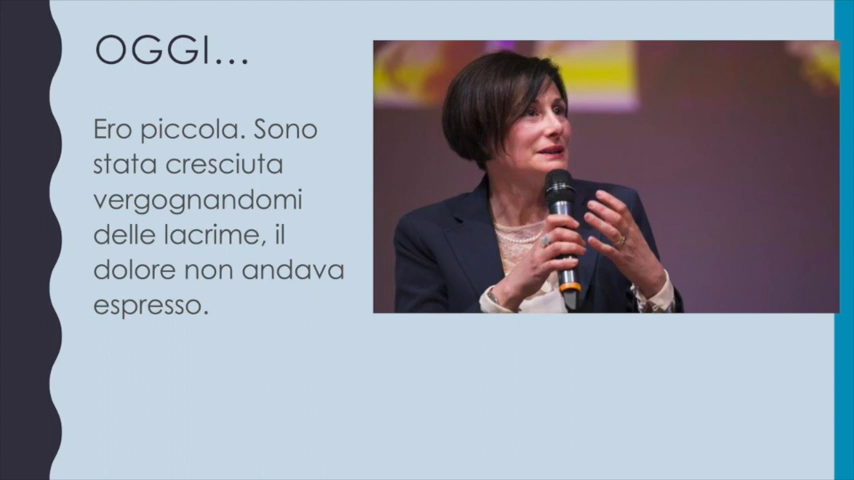 OGGI...
Ero piccola. Sono
stata cresciuta
vergognandomi
delle lacrime, il
dolore non andava
espresso.